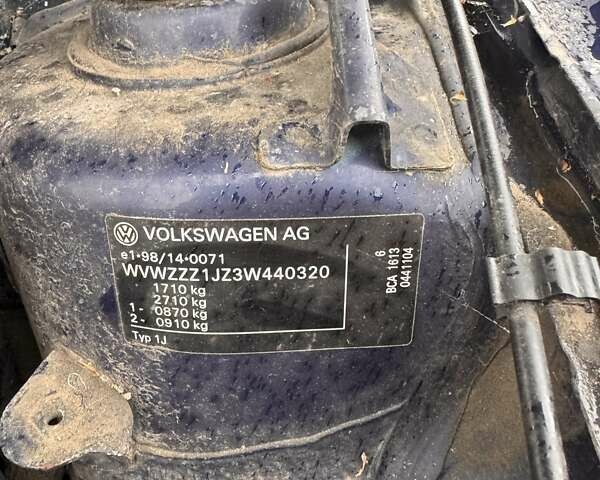 VOLKSWAGEN AG
e1*98/14*0071
WVWZZZ1JZ3W440320
1710 kg
2710 kg
1- 0870 kg
2- 0910 kg
Typ 1J
6
BCA 1613
0441104